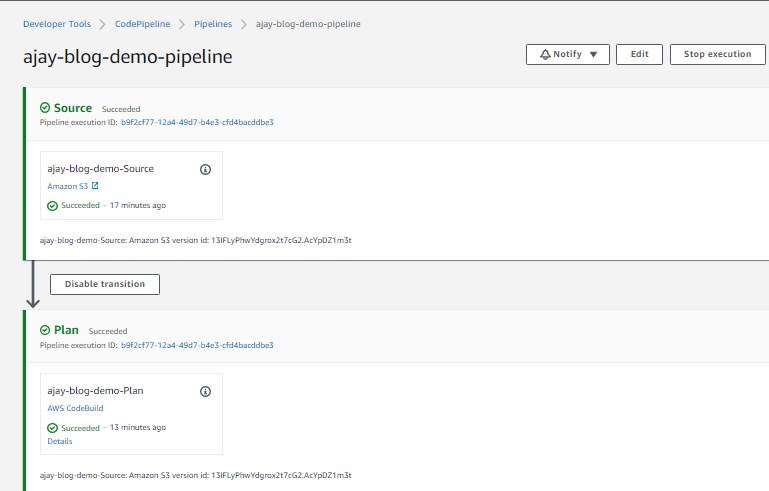 Developer Tools > CodePipeline > Pipelines > ajay-blog-demo-pipeline
ajay-blog-demo-pipeline
Notify ▼
Edit
Stop execution
Source Succeeded
Pipeline execution ID: b9f2cf77-12a4-49d7-b4e3-cfd4bacddbe3
ajay-blog-demo-Source
Amazon S3
Succeeded - 17 minutes ago
ajay-blog-demo-Source: Amazon S3 version id: 13IFLyPhwYdgrox2t7cG2.AcYpDZ1m3t
Disable transition
Plan Succeeded
Pipeline execution ID: b9f2cf77-12a4-49d7-b4e3-cfd4bacddbe3
ajay-blog-demo-Plan
AWS CodeBuild
Succeeded - 13 minutes ago
Details
ajay-blog-demo-Source: Amazon S3 version id: 13IFLyPhwYdgrox2t7cG2.AcYpDZ1m3t